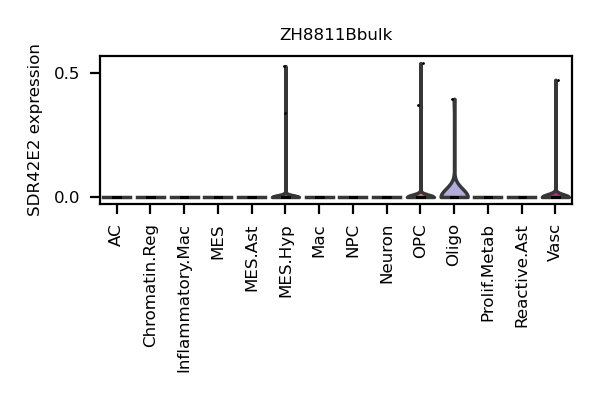 ZH8811Bbulk
SDR42E2 expression
0.5
0.0
AC
Chromatin.Reg
Inflammatory.Mac
MES
MES.Ast
MES.Hyp
Mac
NPC
Neuron
OPC
Oligo
Prolif.Metab
Reactive.Ast
Vasc